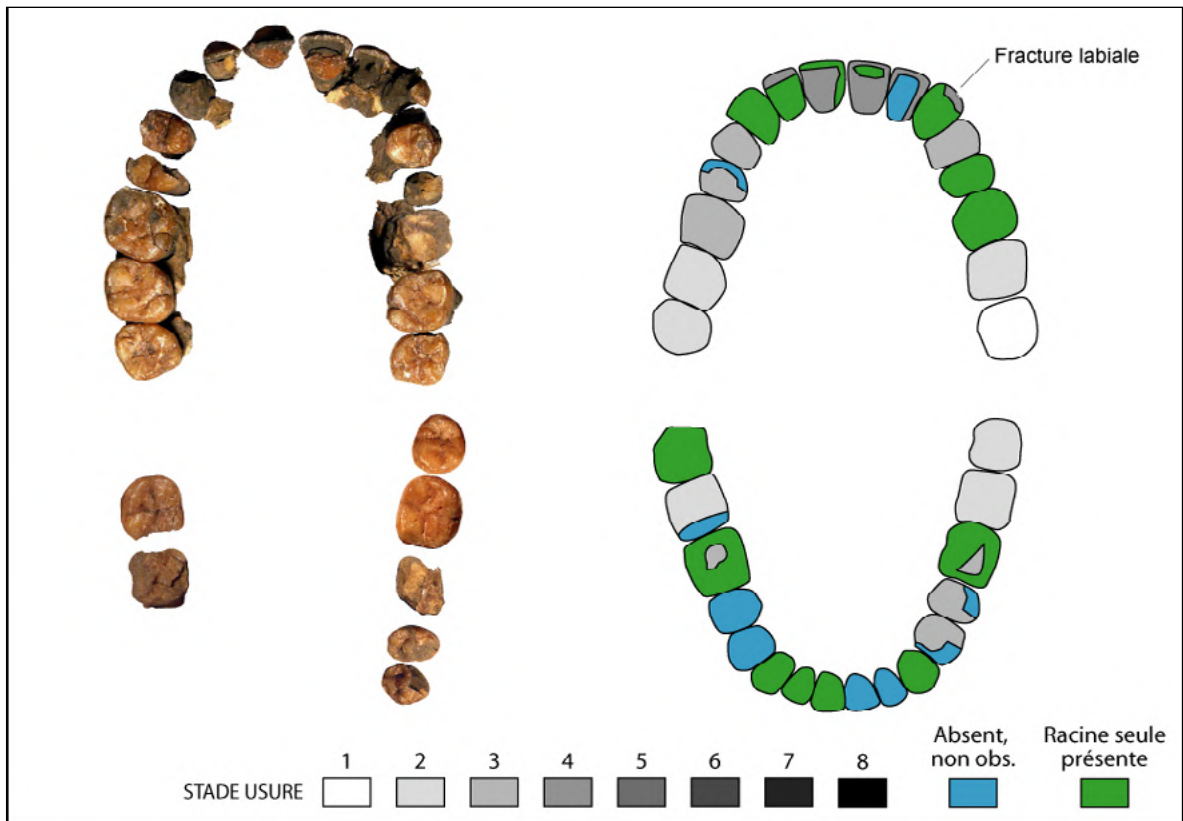 Fracture labiale
Absent, non obs.
Racine seule présente
1 2 3 4 5 6 7 8
STADE USURE